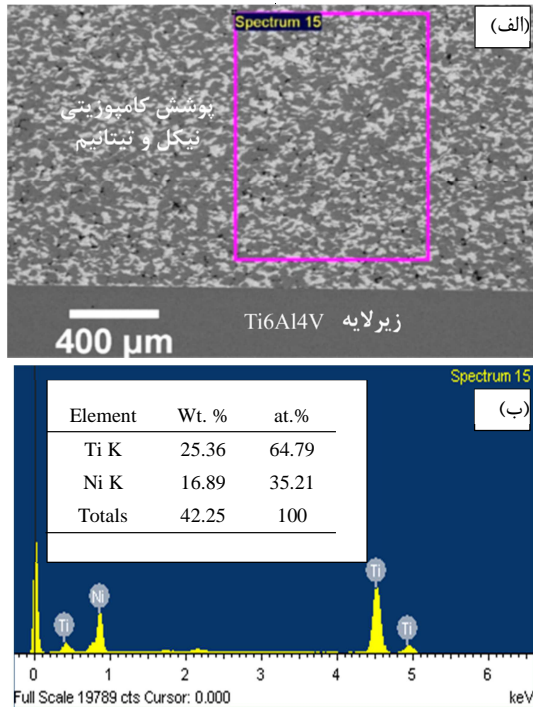 Spectrum 15
(الف)
پوشش کامپوزیتی
نیکل و تیتانیم
400 µm
زیرلایه Ti6Al4V
Spectrum 15
(ب)
Element Wt. % at.%
Ti K 25.36 64.79
Ni K 16.89 35.21
Totals 42.25 100
Ti
Ni
Ti
Ti
0 1 2 3 4 5 6
Full Scale 19789 cts Cursor: 0.000 keV